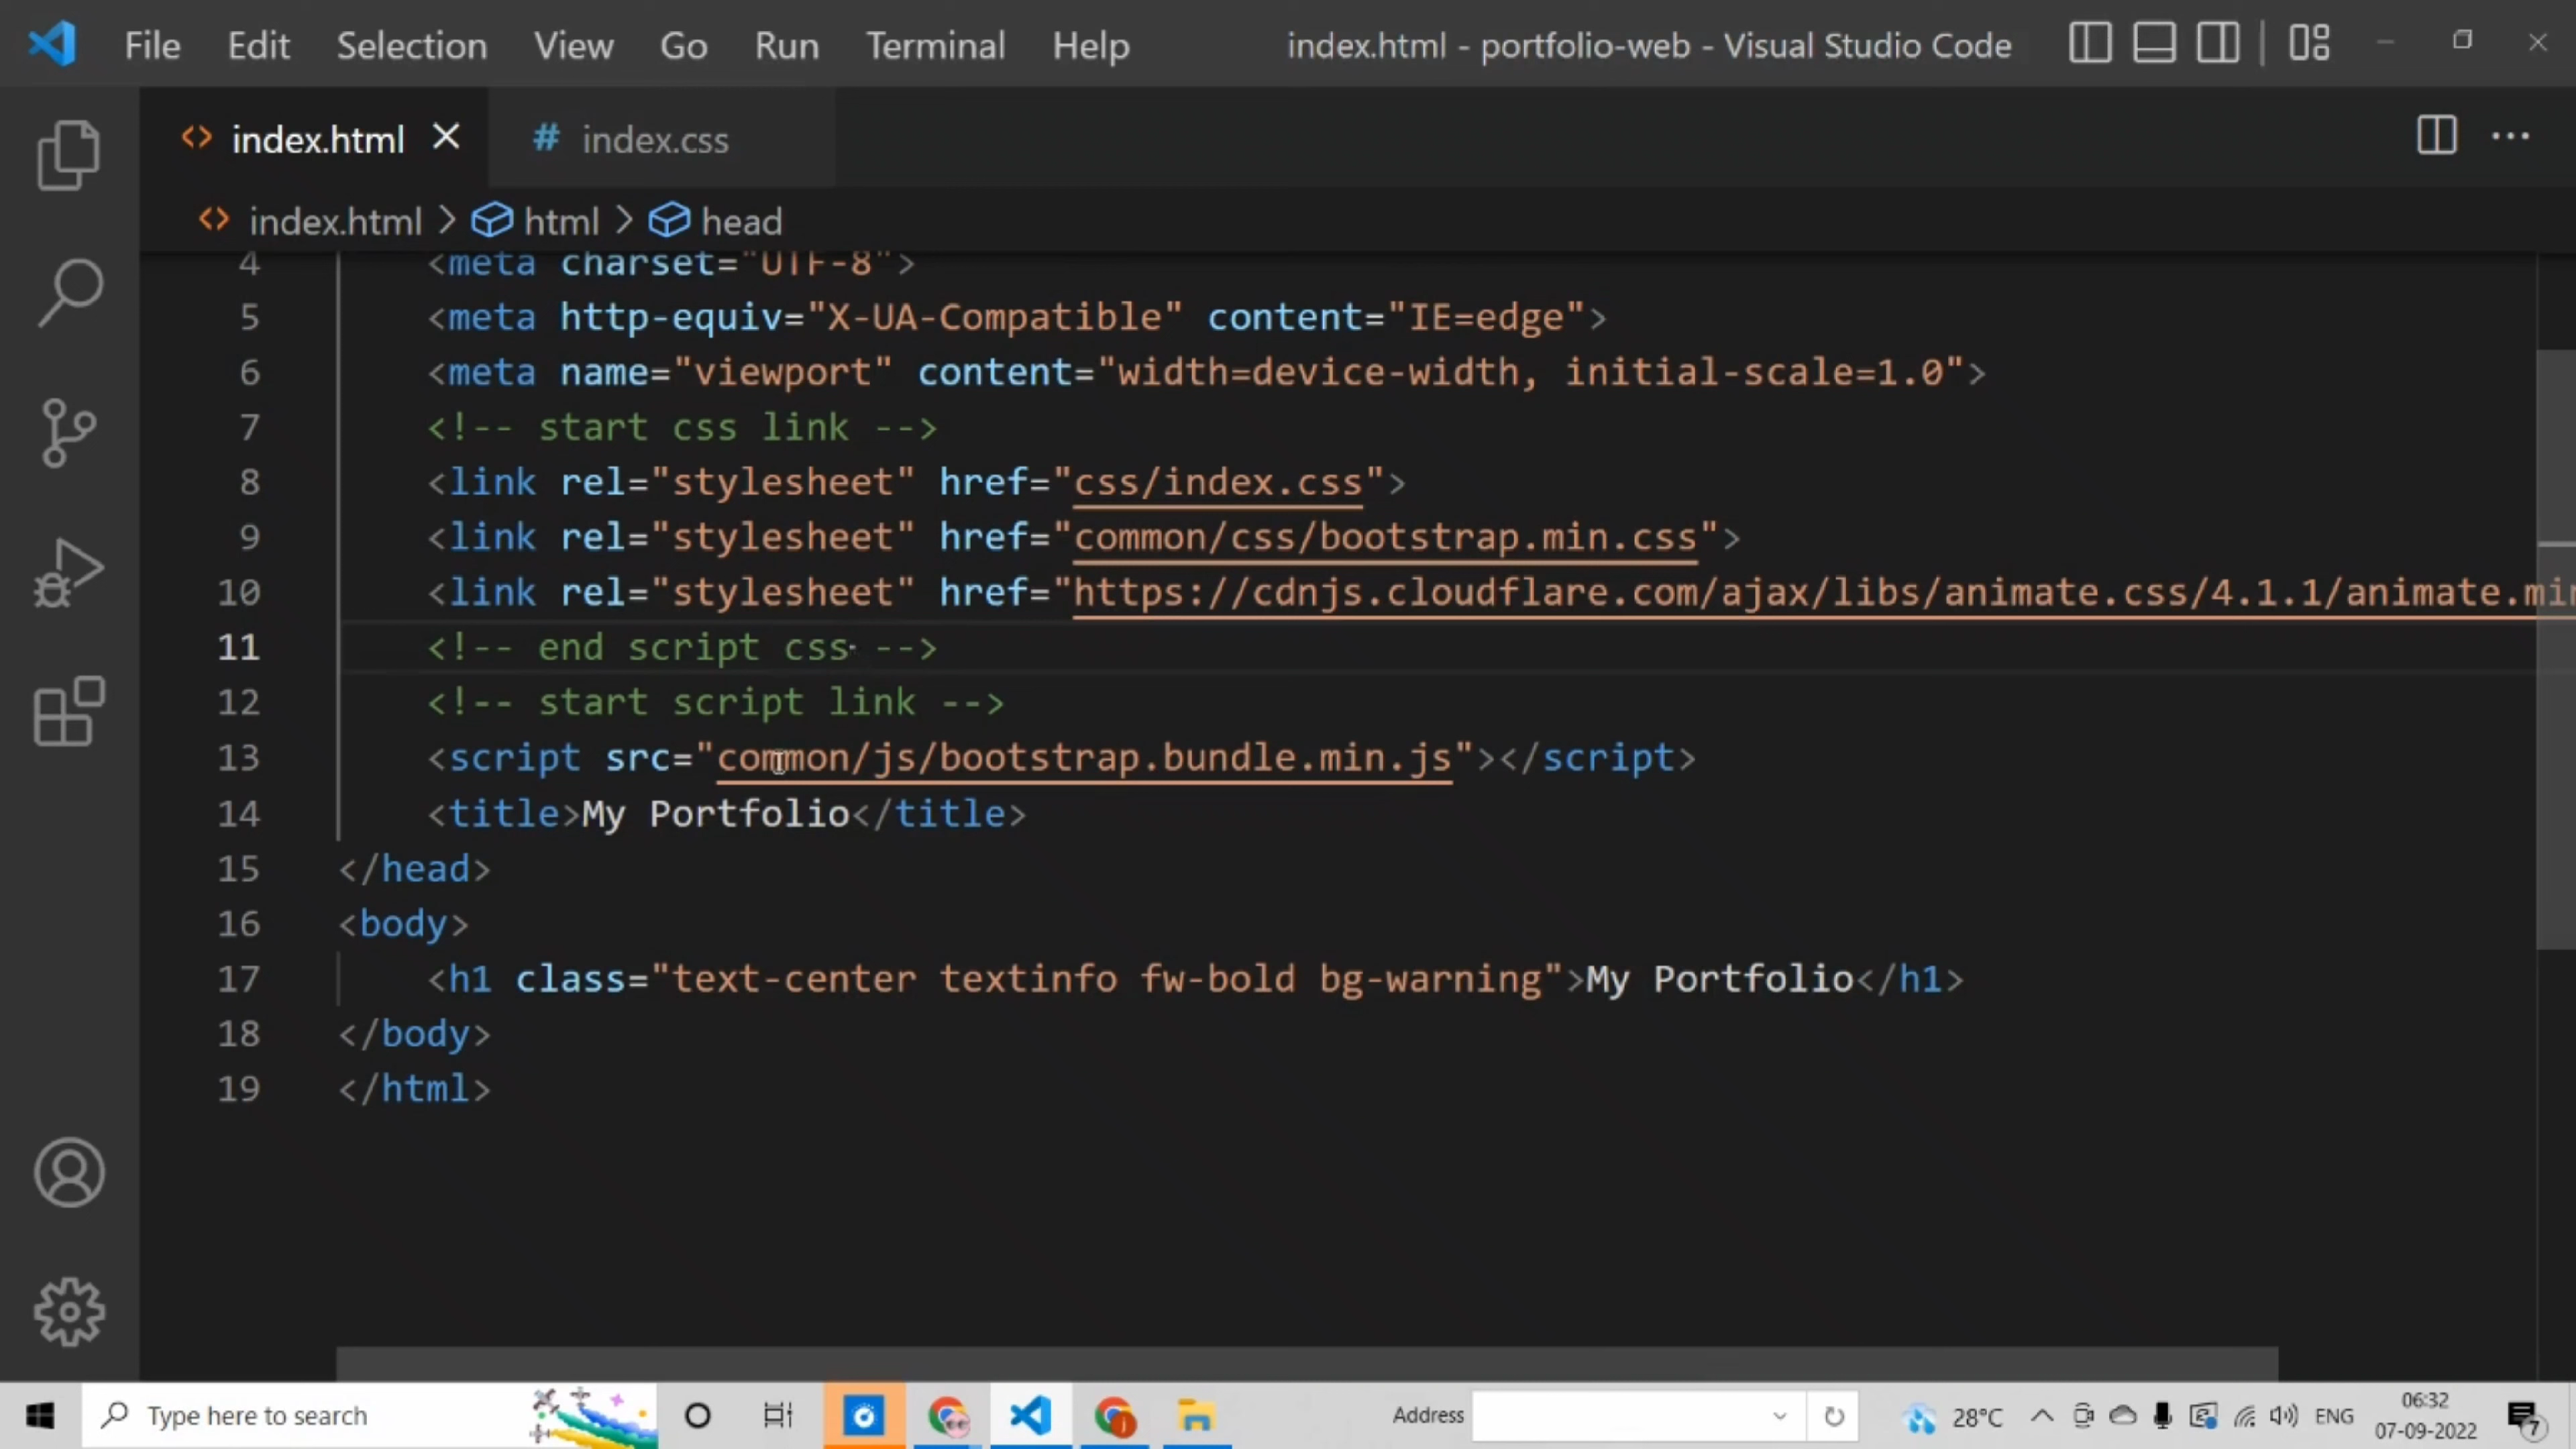 File Edit Selection View Go Run Terminal Help index.html - portfolio-web - Visual Studio Code
index.html # index.css
index.html > html > head
4 <meta charset="UTF-8">
5 <meta http-equiv="X-UA-Compatible" content="IE=edge">
6 <meta name="viewport" content="width=device-width, initial-scale=1.0">
7 <!-- start css link -->
8 <link rel="stylesheet" href="css/index.css">
9 <link rel="stylesheet" href="common/css/bootstrap.min.css">
10 <link rel="stylesheet" href="https://cdnjs.cloudflare.com/ajax/libs/animate.css/4.1.1/animate.min
11 <!-- end script css -->
12 <!-- start script link -->
13 <script src="common/js/bootstrap.bundle.min.js"></script>
14 <title>My Portfolio</title>
15 </head>
16 <body>
17 <h1 class="text-center textinfo fw-bold bg-warning">My Portfolio</h1>
18 </body>
19 </html>
Type here to search Address 28°C ENG 06:32
07-09-2022 7